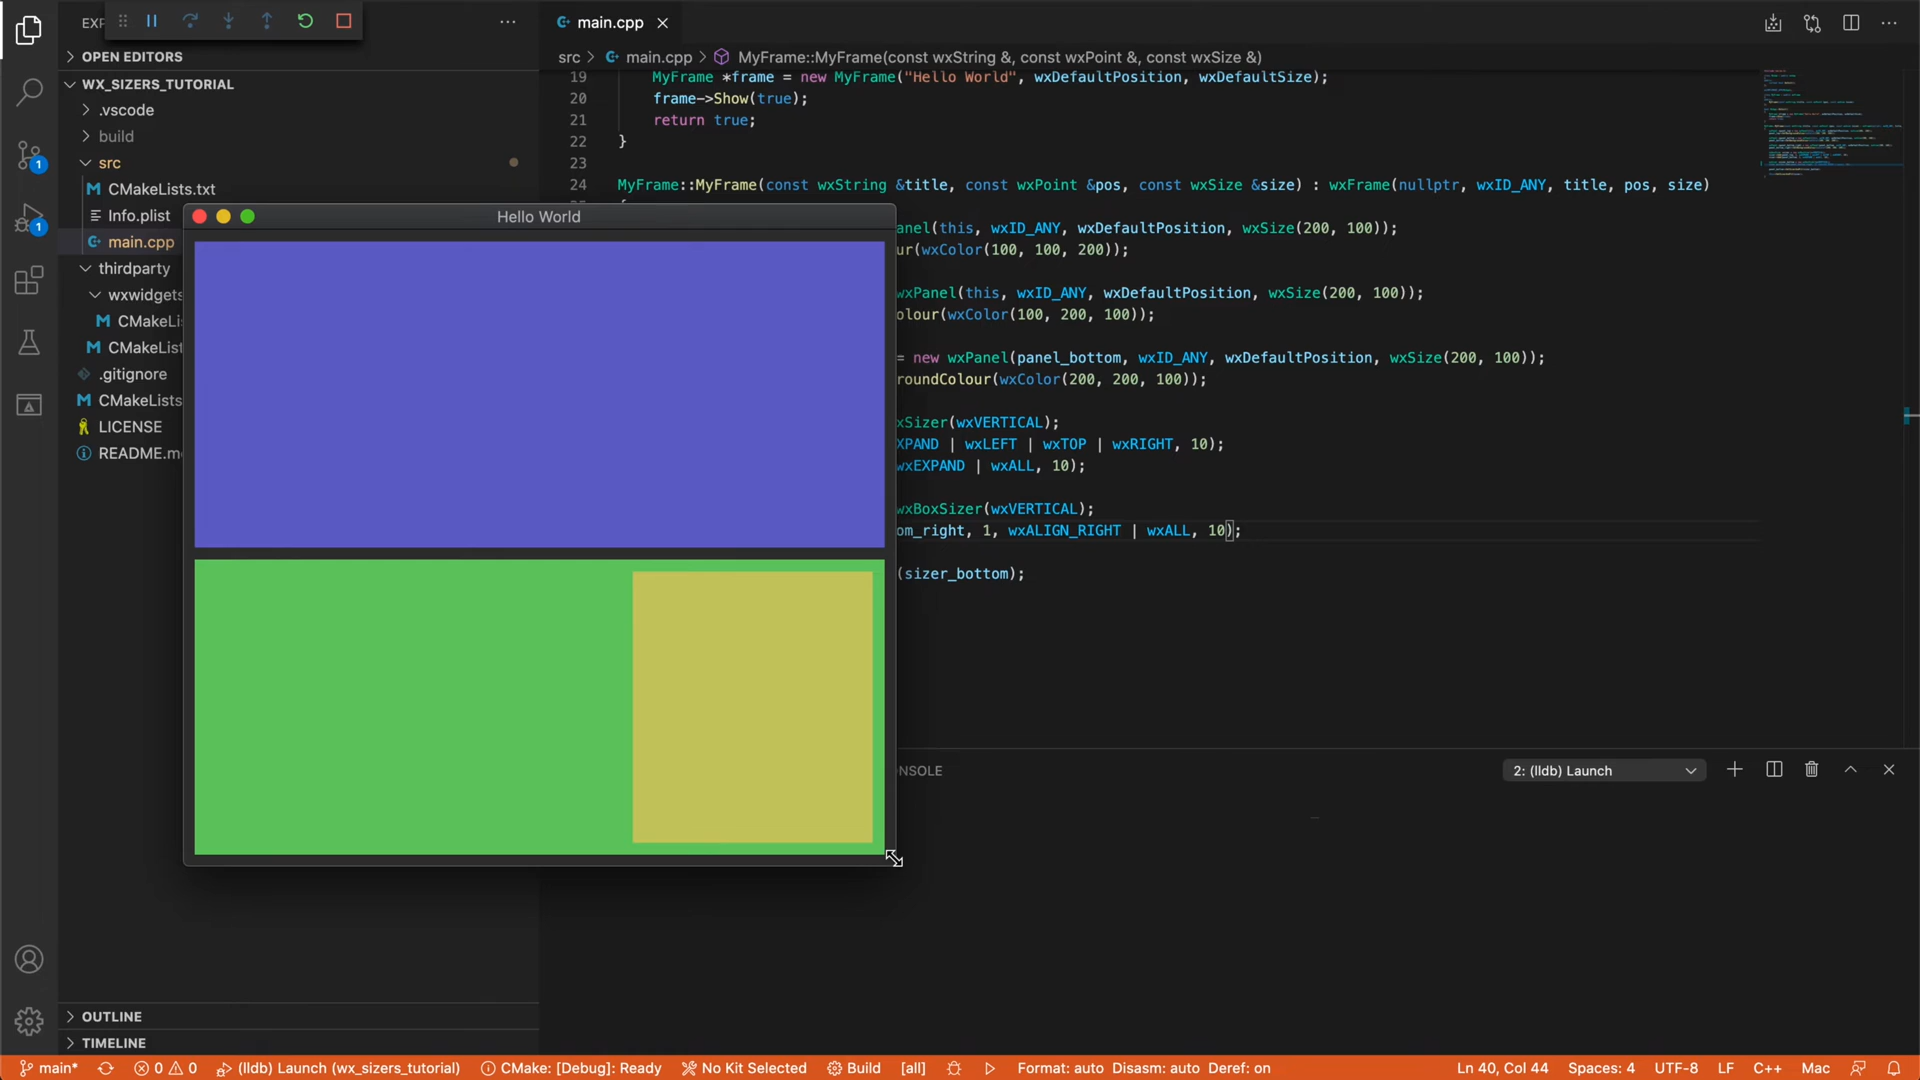 EXP
main.cpp
OPEN EDITORS
src > main.cpp > MyFrame::MyFrame(const wxString &, const wxPoint &, const wxSize &)
WX_SIZERS_TUTORIAL
.vscode
build
src
CMakeLists.txt
Info.plist
main.cpp
thirdparty
wxwidgets
CMakeLis
CMakeList
.gitignore
CMakeLists
LICENSE
README.m
19 MyFrame *frame = new MyFrame("Hello World", wxDefaultPosition, wxDefaultSize);
20 frame->Show(true);
21 return true;
22 }
23
24 MyFrame::MyFrame(const wxString &title, const wxPoint &pos, const wxSize &size) : wxFrame(nullptr, wxID_ANY, title, pos, size)
Hello World
anel(this, wxID_ANY, wxDefaultPosition, wxSize(200, 100));
ur(wxColor(100, 100, 200));
wxPanel(this, wxID_ANY, wxDefaultPosition, wxSize(200, 100));
olour(wxColor(100, 200, 100));
= new wxPanel(panel_bottom, wxID_ANY, wxDefaultPosition, wxSize(200, 100));
roundColour(wxColor(200, 200, 100));
xSizer(wxVERTICAL);
XPAND | wxLEFT | wxTOP | wxRIGHT, 10);
wxEXPAND | wxALL, 10);
wxBoxSizer(wxVERTICAL);
om_right, 1, wxALIGN_RIGHT | wxALL, 10);
(sizer_bottom);
NSOLE
2: (lldb) Launch
1
1
OUTLINE
TIMELINE
main* 0 0 (lldb) Launch (wx_sizers_tutorial) CMake: [Debug]: Ready No Kit Selected Build [all] Format: auto Disasm: auto Deref: on Ln 40, Col 44 Spaces: 4 UTF-8 LF C++ Mac